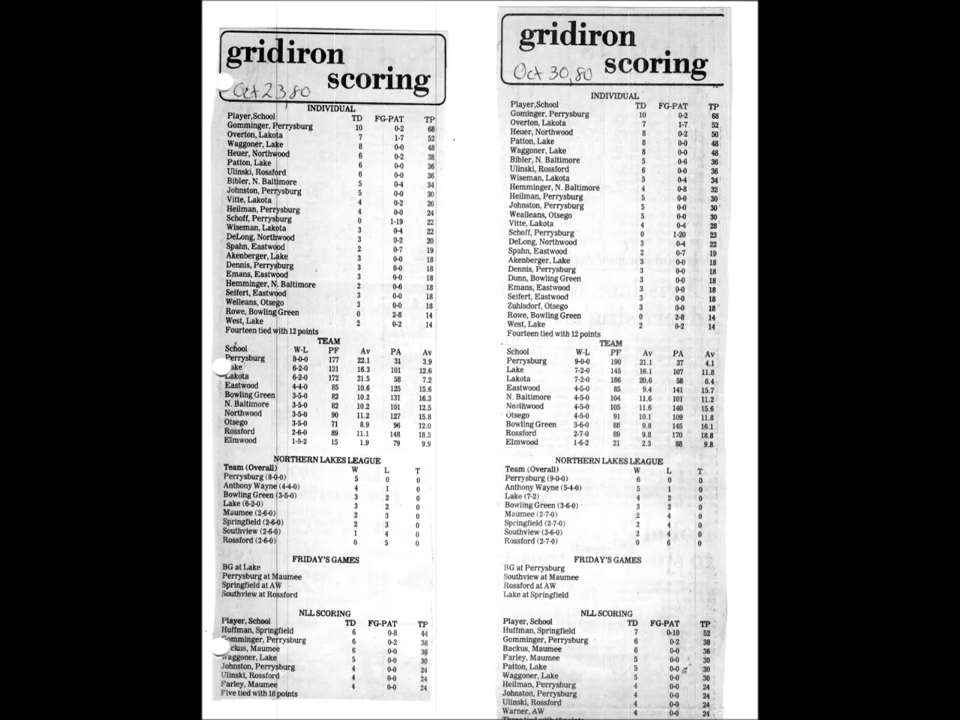 gridiron
scoring
Oct 23 80
INDIVIDUAL
Player,School TD FG-PAT TP
Gomminger, Perrysburg 10 0-2 68
Overton, Lakota 7 1-7 52
Waggoner, Lake 8 0-0 48
Heuer, Northwood 6 0-2 38
Patton, Lake 6 0-0 36
Ulinski, Rossford 6 0-0 36
Bibler, N. Baltimore 5 0-4 34
Johnston, Perrysburg 5 0-0 30
Vitte, Lakota 4 0-2 26
Heilman, Perrysburg 4 0-0 24
Schoff, Perrysburg 0 1-19 22
Wiseman, Lakota 3 0-4 22
DeLong, Northwood 3 0-2 20
Spahn, Eastwood 2 0-7 19
Akenberger, Lake 3 0-0 18
Dennis, Perrysburg 3 0-0 18
Emans, Eastwood 3 0-0 18
Hemminger, N. Baltimore 2 0-6 18
Seifert, Eastwood 3 0-0 18
Welleans, Otsego 3 0-0 18
Rowe, Bowling Green 0 2-8 14
West, Lake 2 0-2 14
Fourteen tied with 12 points
TEAM
School W-L PF Av PA Av
Perrysburg 8-0-0 177 22.1 31 3.9
Lake 6-2-0 131 16.3 101 12.6
Lakota 6-2-0 172 21.5 58 7.2
Eastwood 4-4-0 85 10.6 125 15.6
Bowling Green 3-5-0 82 10.2 131 16.3
N. Baltimore 3-5-0 82 10.2 101 12.5
Northwood 3-5-0 90 11.2 127 15.8
Otsego 3-5-0 71 8.9 96 12.0
Rossford 2-6-0 89 11.1 148 18.5
Elmwood 1-5-2 15 1.9 79 9.9
NORTHERN LAKES LEAGUE
Team (Overall) W L T
Perrysburg (8-0-0) 5 0 0
Anthony Wayne (4-4-0) 4 1 0
Bowling Green (3-5-0) 3 2 0
Lake (6-2-0) 3 2 0
Maumee (2-6-0) 2 3 0
Springfield (2-6-0) 2 3 0
Southview (2-6-0) 1 4 0
Rossford (2-6-0) 0 5 0
FRIDAY'S GAMES
BG at Lake
Perrysburg at Maumee
Springfield at AW
Southview at Rossford
NLL SCORING
Player, School TD FG-PAT TP
Huffman, Springfield 6 0-8 44
Gomminger, Perrysburg 6 0-2 38
Backus, Maumee 6 0-0 36
Waggoner, Lake 5 0-0 30
Johnston, Perrysburg 4 0-0 24
Ulinski, Rossford 4 0-0 24
Farley, Maumee 4 0-0 24
Five tied with 18 points
gridiron
scoring
Oct 30, 80
INDIVIDUAL
Player,School TD FG-PAT TP
Gominger, Perrysburg 10 0-2 68
Overton, Lakota 7 1-7 52
Heuer, Northwood 8 0-2 50
Patton, Lake 8 0-0 48
Waggoner, Lake 8 0-0 48
Bibler, N. Baltimore 5 0-6 36
Ulinski, Rossford 6 0-0 36
Wiseman, Lakota 5 0-4 34
Hemminger, N. Baltimore 4 0-8 32
Heilman, Perrysburg 5 0-0 30
Johnston, Perrysburg 5 0-0 30
Wealleans, Otsego 5 0-0 30
Vitte, Lakota 4 0-4 28
Schoff, Perrysburg 0 1-20 23
DeLong, Northwood 3 0-4 22
Spahn, Eastwood 2 0-7 19
Akenberger, Lake 3 0-0 18
Dennis, Perrysburg 3 0-0 18
Dunn, Bowling Green 3 0-0 18
Emans, Eastwood 3 0-0 18
Seifert, Eastwood 3 0-0 18
Zuhlsdorf, Otsego 3 0-0 18
Rowe, Bowling Green 0 2-8 14
West, Lake 2 0-2 14
Fourteen tied with 12 points
TEAM
School W-L PF Av PA Av
Perrysburg 9-0-0 190 21.1 37 4.1
Lake 7-2-0 145 16.1 107 11.8
Lakota 7-2-0 186 20.6 58 6.4
Eastwood 4-5-0 85 9.4 141 15.7
N. Baltimore 4-5-0 104 11.6 101 11.2
Northwood 4-5-0 105 11.6 140 15.6
Otsego 4-5-0 91 10.1 109 11.8
Bowling Green 3-6-0 88 9.8 145 16.1
Rossford 2-7-0 89 9.8 170 18.8
Elmwood 1-6-2 21 2.3 88 9.8
NORTHERN LAKES LEAGUE
Team (Overall) W L T
Perrysburg (9-0-0) 6 0 0
Anthony Wayne (5-4-0) 5 1 0
Lake (7-2) 4 2 0
Bowling Green (3-6-0) 3 3 0
Maumee (2-7-0) 2 4 0
Springfield (2-7-0) 2 4 0
Southview (3-6-0) 2 4 0
Rossford (2-7-0) 0 6 0
FRIDAY'S GAMES
BG at Perrysburg
Southview at Maumee
Rossford at AW
Lake at Springfield
NLL SCORING
Player, School TD FG-PAT TP
Huffman, Springfield 7 0-10 52
Gomminger, Perrysburg 6 0-2 38
Backus, Maumee 6 0-0 36
Farley, Maumee 5 0-0 30
Patton, Lake 5 0-0 30
Waggoner, Lake 5 0-0 30
Heilman, Perrysburg 4 0-0 24
Johnston, Perrysburg 4 0-0 24
Ulinski, Rossford 4 0-0 24
Warner, AW 4 0-0 24